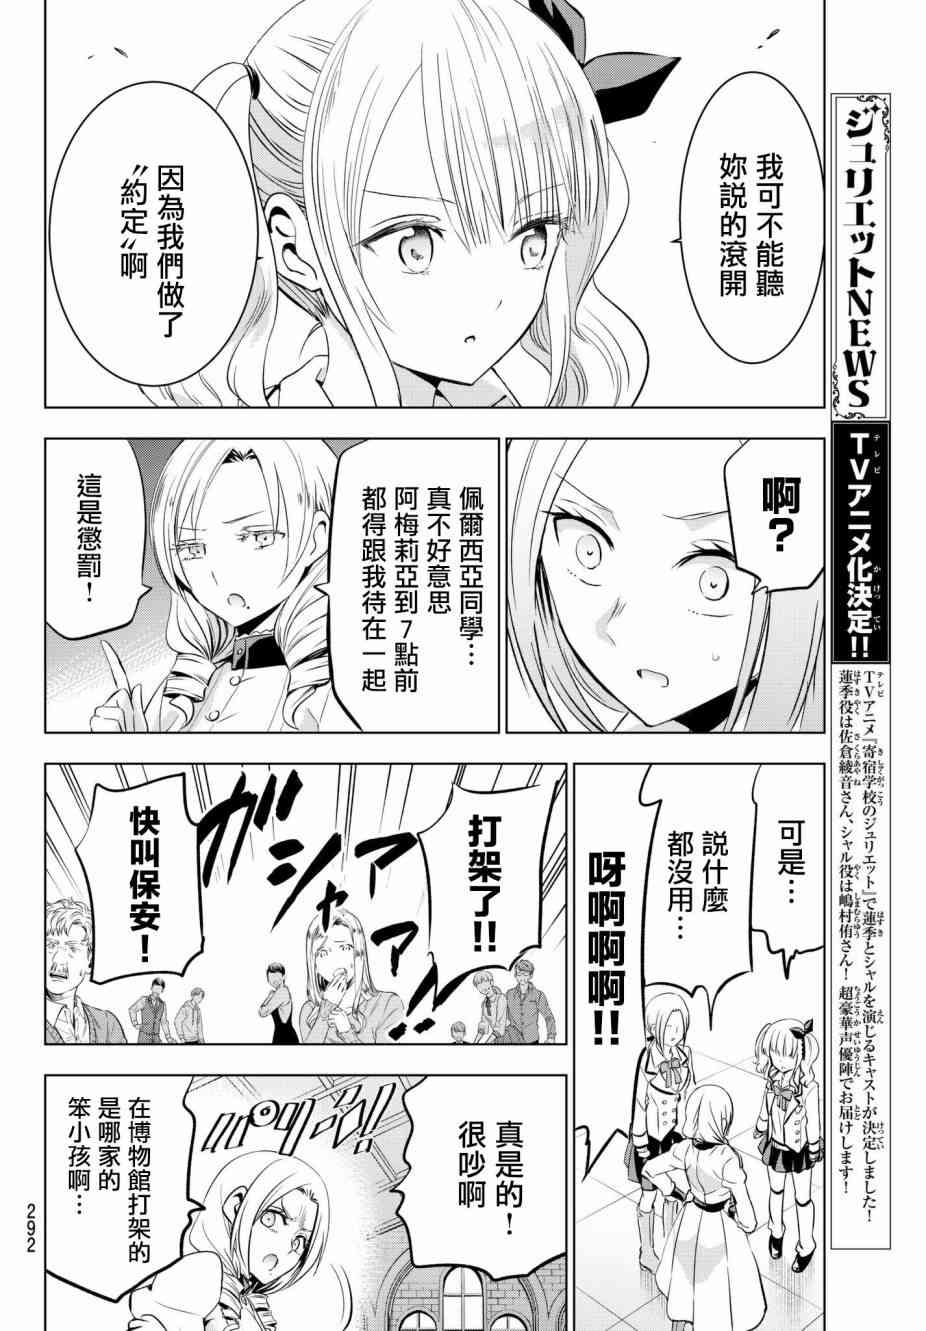 我可不能聽
妳說的滾開
因為我們做了
〝約定〞啊
啊？
佩爾西亞同學…
真不好意思
阿梅莉亞到7點前
都得跟我待在一起
這是懲罰！
可是…
說什麼
都沒用…
呀啊啊啊!!
打架了!!
ガシャアアア
快叫保安！
真是的！
很吵啊
在博物館打架的
是哪家的
笨小孩啊…
292
ジュリエットNEWS
TVアニメ化決定!!
TVアニメ『寄宿学校のジュリエット』で蓮季とシャルを演じるキャストが決定しました！
蓮季役は佐倉綾音さん、シャル役は嶋村侑さん！ 超豪華声優陣でお届けします！